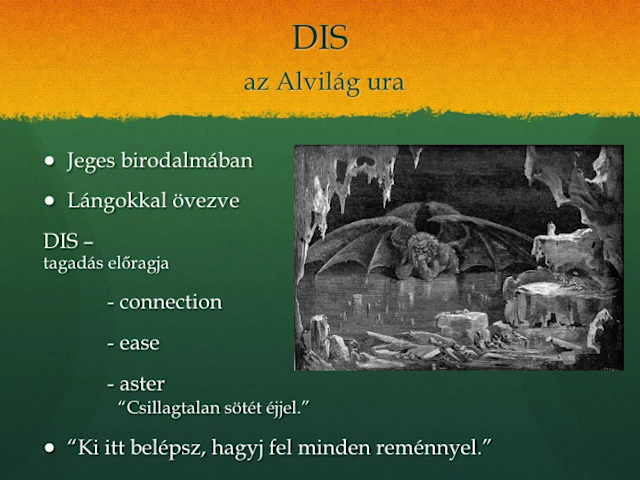 DIS
az Alvilág ura
● Jeges birodalmában
● Lángokkal övezve
DIS –
tagadás előragja
- connection
- ease
- aster
“Csillagtalan sötét éjjel.”
● “Ki itt belépsz, hagyj fel minden reménnyel.”